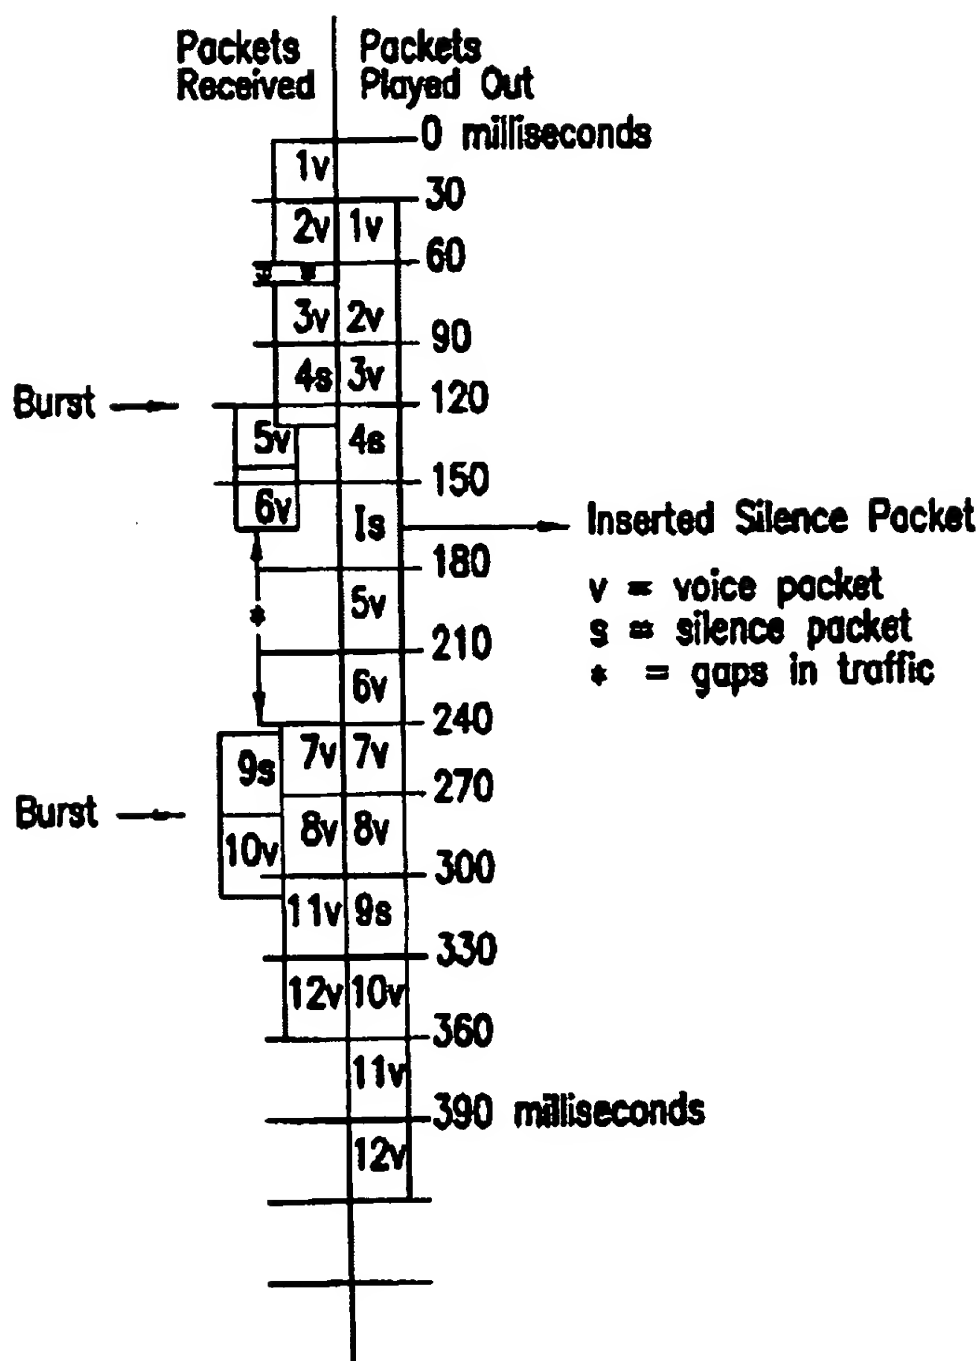 Packets Received
Packets Played Out
0 milliseconds
1v
30
2v 1v
60
* *
3v 2v
90
4s 3v
Burst
120
5v 4s
150
6v Is
Inserted Silence Packet
180
v = voice packet
* 5v
s = silence packet
210
* = gaps in traffic
6v
240
9s 7v 7v
270
Burst
10v 8v 8v
300
11v 9s
330
12v 10v
360
11v
390 milliseconds
12v